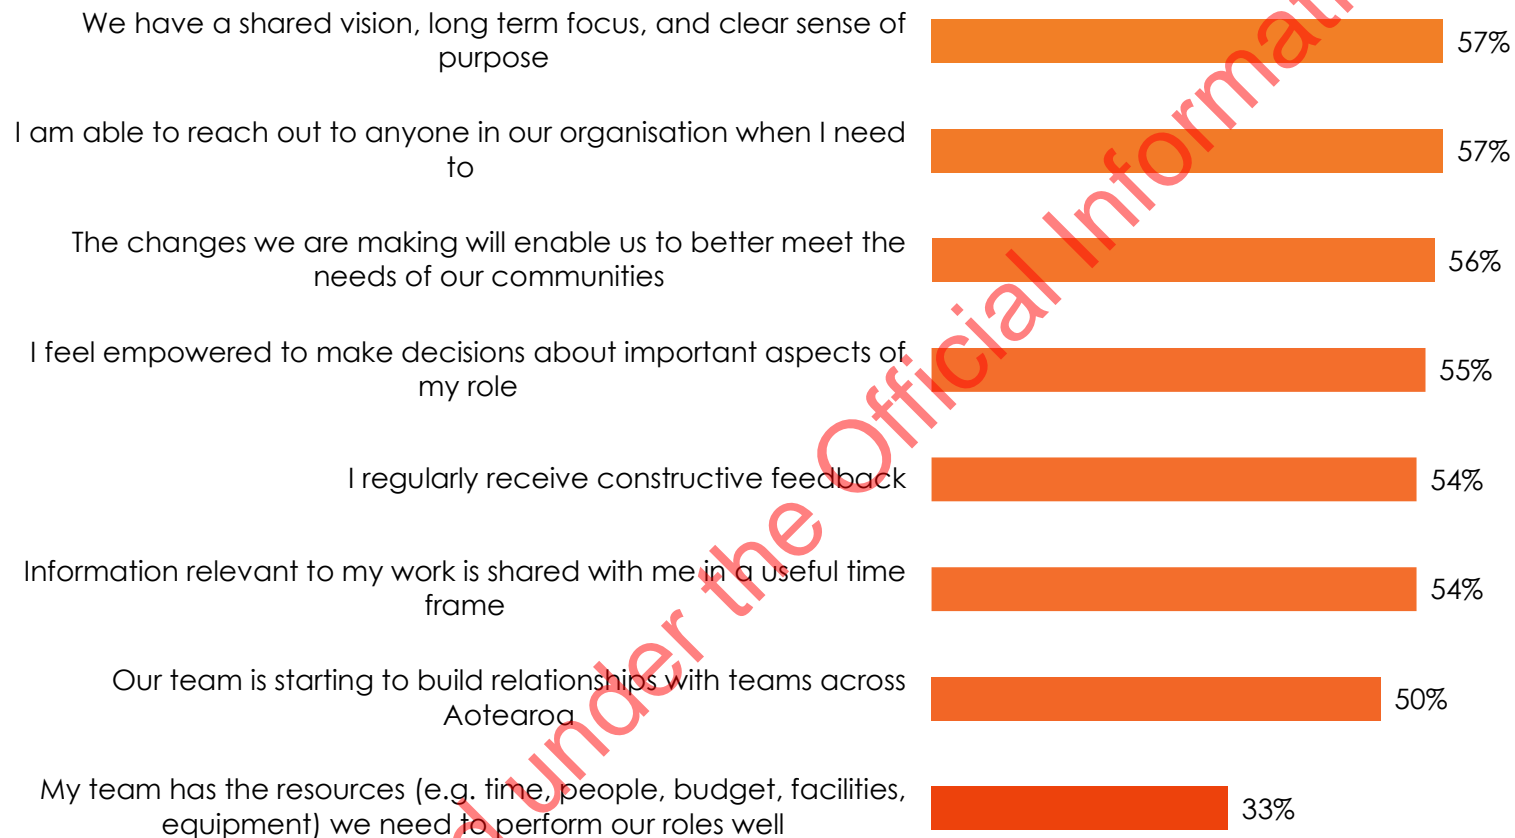 We have a shared vision, long term focus, and clear sense of
purpose
57%
I am able to reach out to anyone in our organisation when I need
to
57%
The changes we are making will enable us to better meet the
needs of our communities
56%
I feel empowered to make decisions about important aspects of
my role
55%
I regularly receive constructive feedback
54%
Information relevant to my work is shared with me in a useful time
frame
54%
Our team is starting to build relationships with teams across
Aotearoa
50%
My team has the resources (e.g. time, people, budget, facilities,
equipment) we need to perform our roles well
33%
under the Official